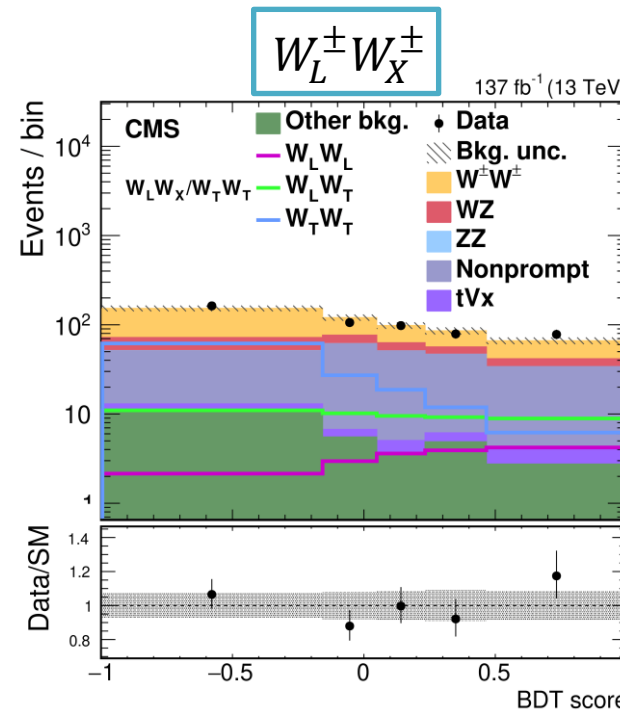 W_L^± W_X^±
137 fb⁻¹ (13 TeV
CMS
W_L W_X/W_T W_T
Other bkg.
W_L W_L
W_L W_T
W_T W_T
Data
Bkg. unc.
W^± W^±
WZ
ZZ
Nonprompt
tVx
Events / bin
10⁴
10³
10²
10
1
Data/SM
1.4
1.2
1
0.8
−1
−0.5
0
0.5
BDT score